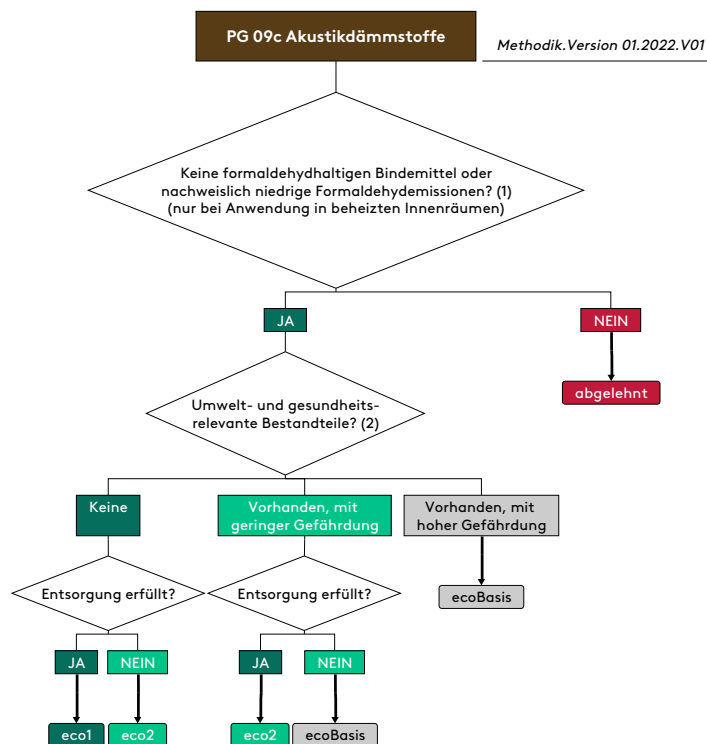 PG 09c Akustikdämmstoffe
Methodik.Version 01.2022.V01
Keine formaldehydhaltigen Bindemittel oder
nachweislich niedrige Formaldehydemissionen? (1)
(nur bei Anwendung in beheizten Innenräumen)
JA
NEIN
abgelehnt
Umwelt- und gesundheits-
relevante Bestandteile? (2)
Keine
Vorhanden, mit
geringer Gefährdung
Vorhanden, mit
hoher Gefährdung
Entsorgung erfüllt?
Entsorgung erfüllt?
ecoBasis
JA
NEIN
JA
NEIN
eco1
eco2
eco2
ecoBasis